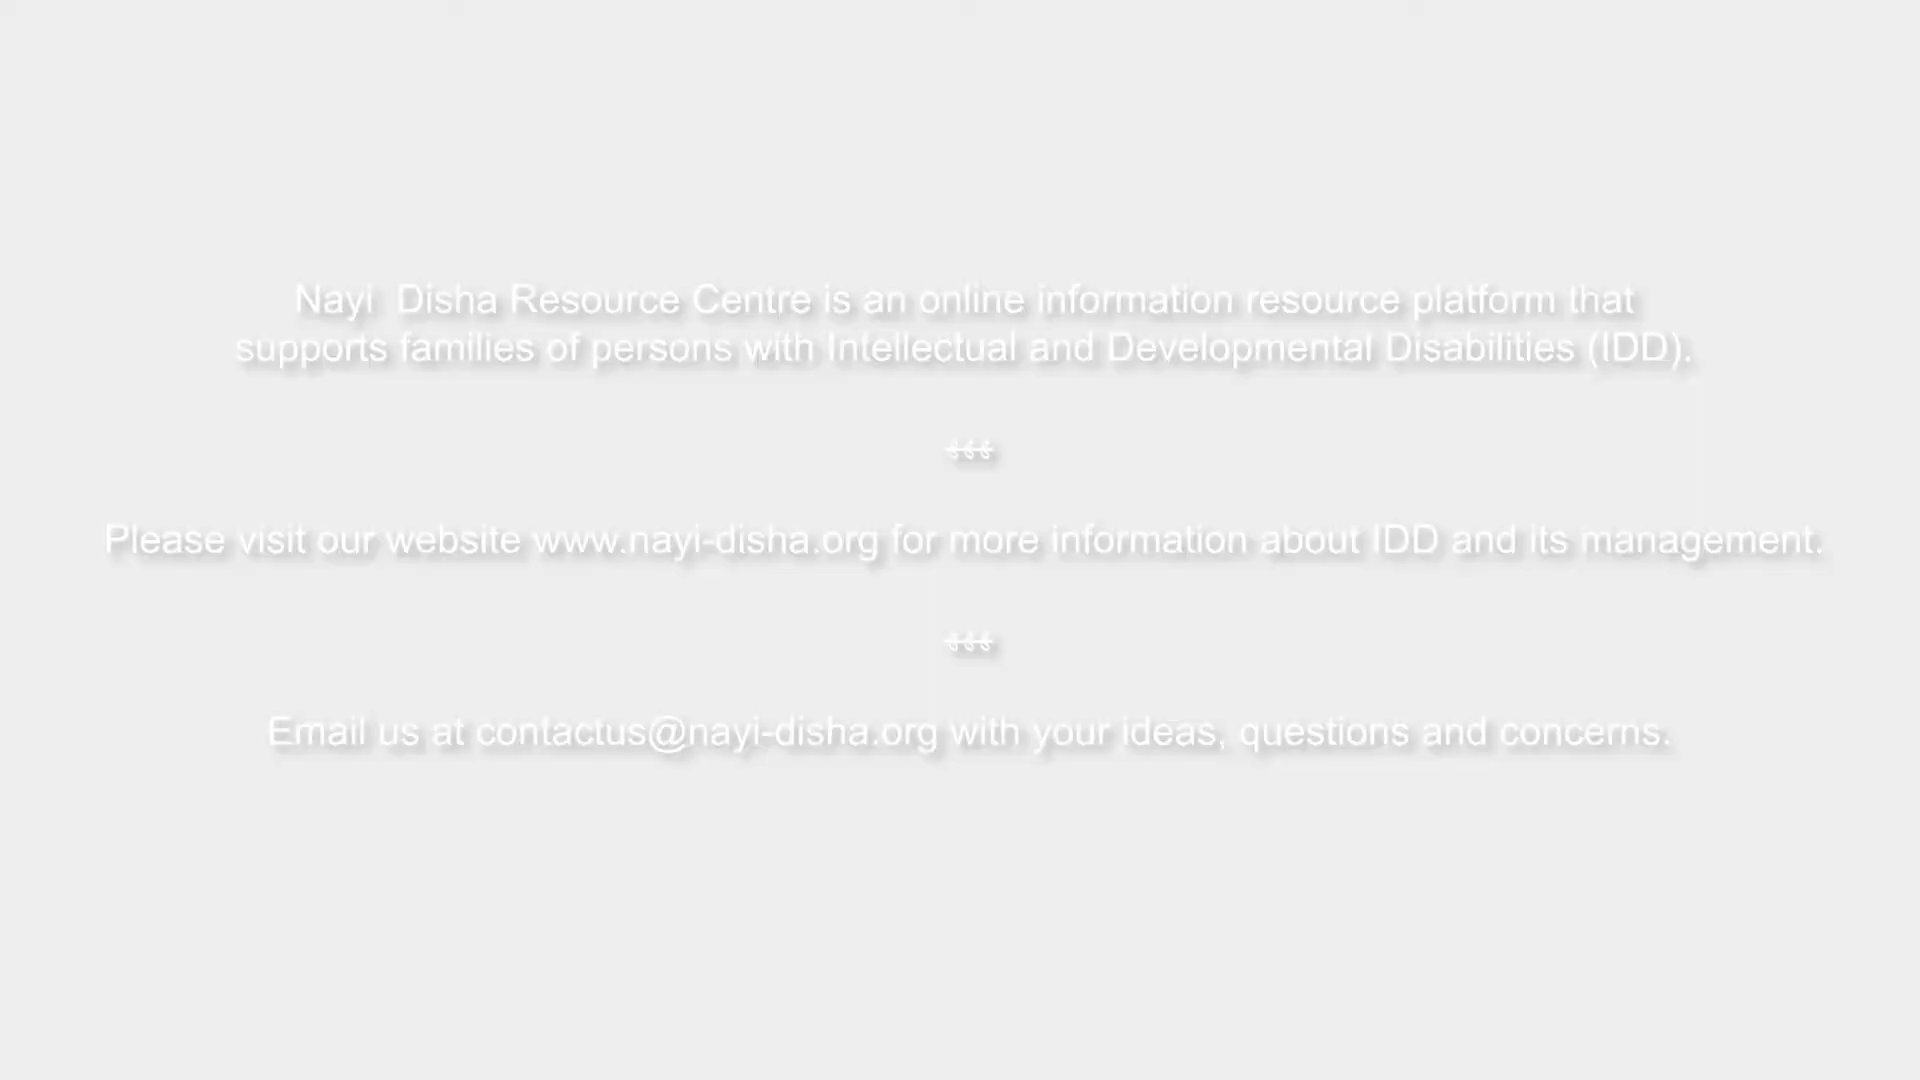 Nayi  Disha Resource Centre is an online information resource platform that
supports families of persons with Intellectual and Developmental Disabilities (IDD).
Please visit our website www.nayi-disha.org for more information about IDD and its management.
Email us at contactus@nayi-disha.org with your ideas, questions and concerns.